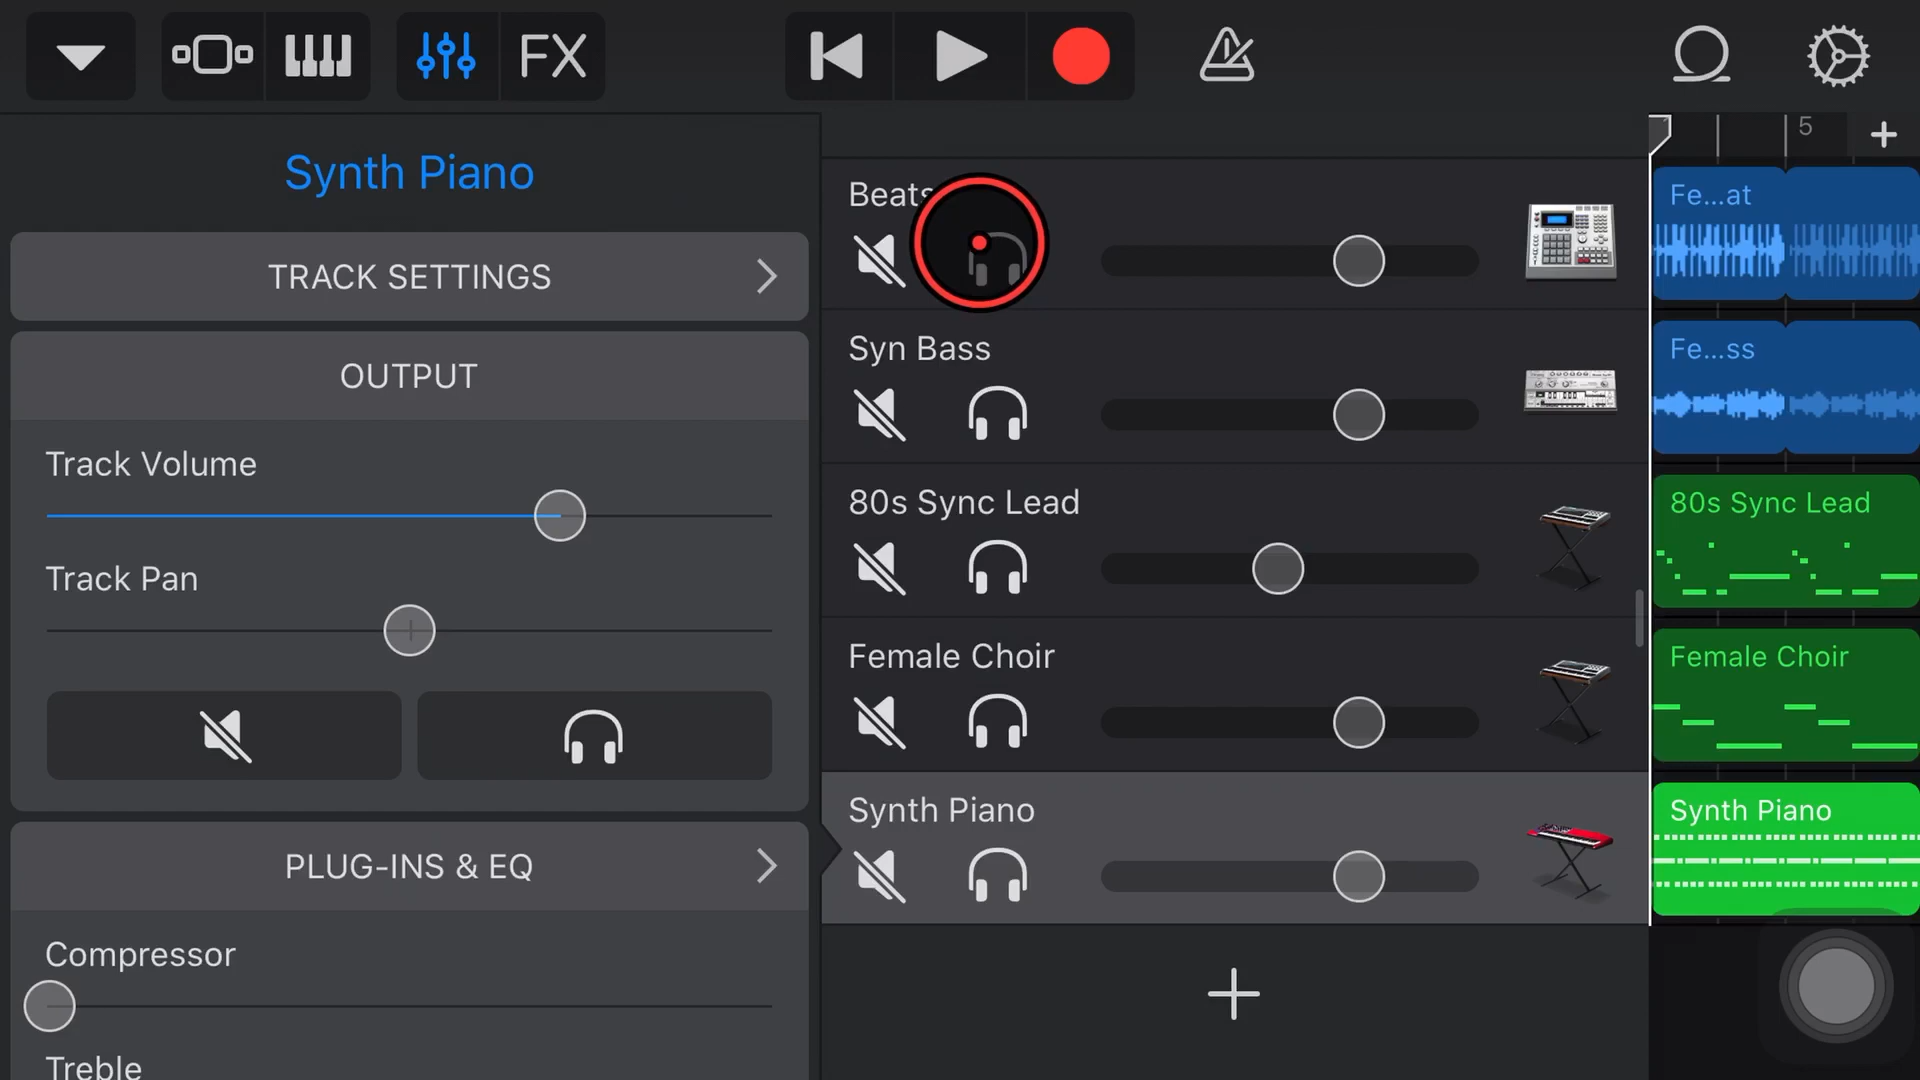 FX
Synth Piano
TRACK SETTINGS
OUTPUT
Track Volume
Track Pan
PLUG-INS & EQ
Compressor
Treble
Beats
Syn Bass
80s Sync Lead
Female Choir
Synth Piano
5
Fe...at
Fe...ss
80s Sync Lead
Female Choir
Synth Piano